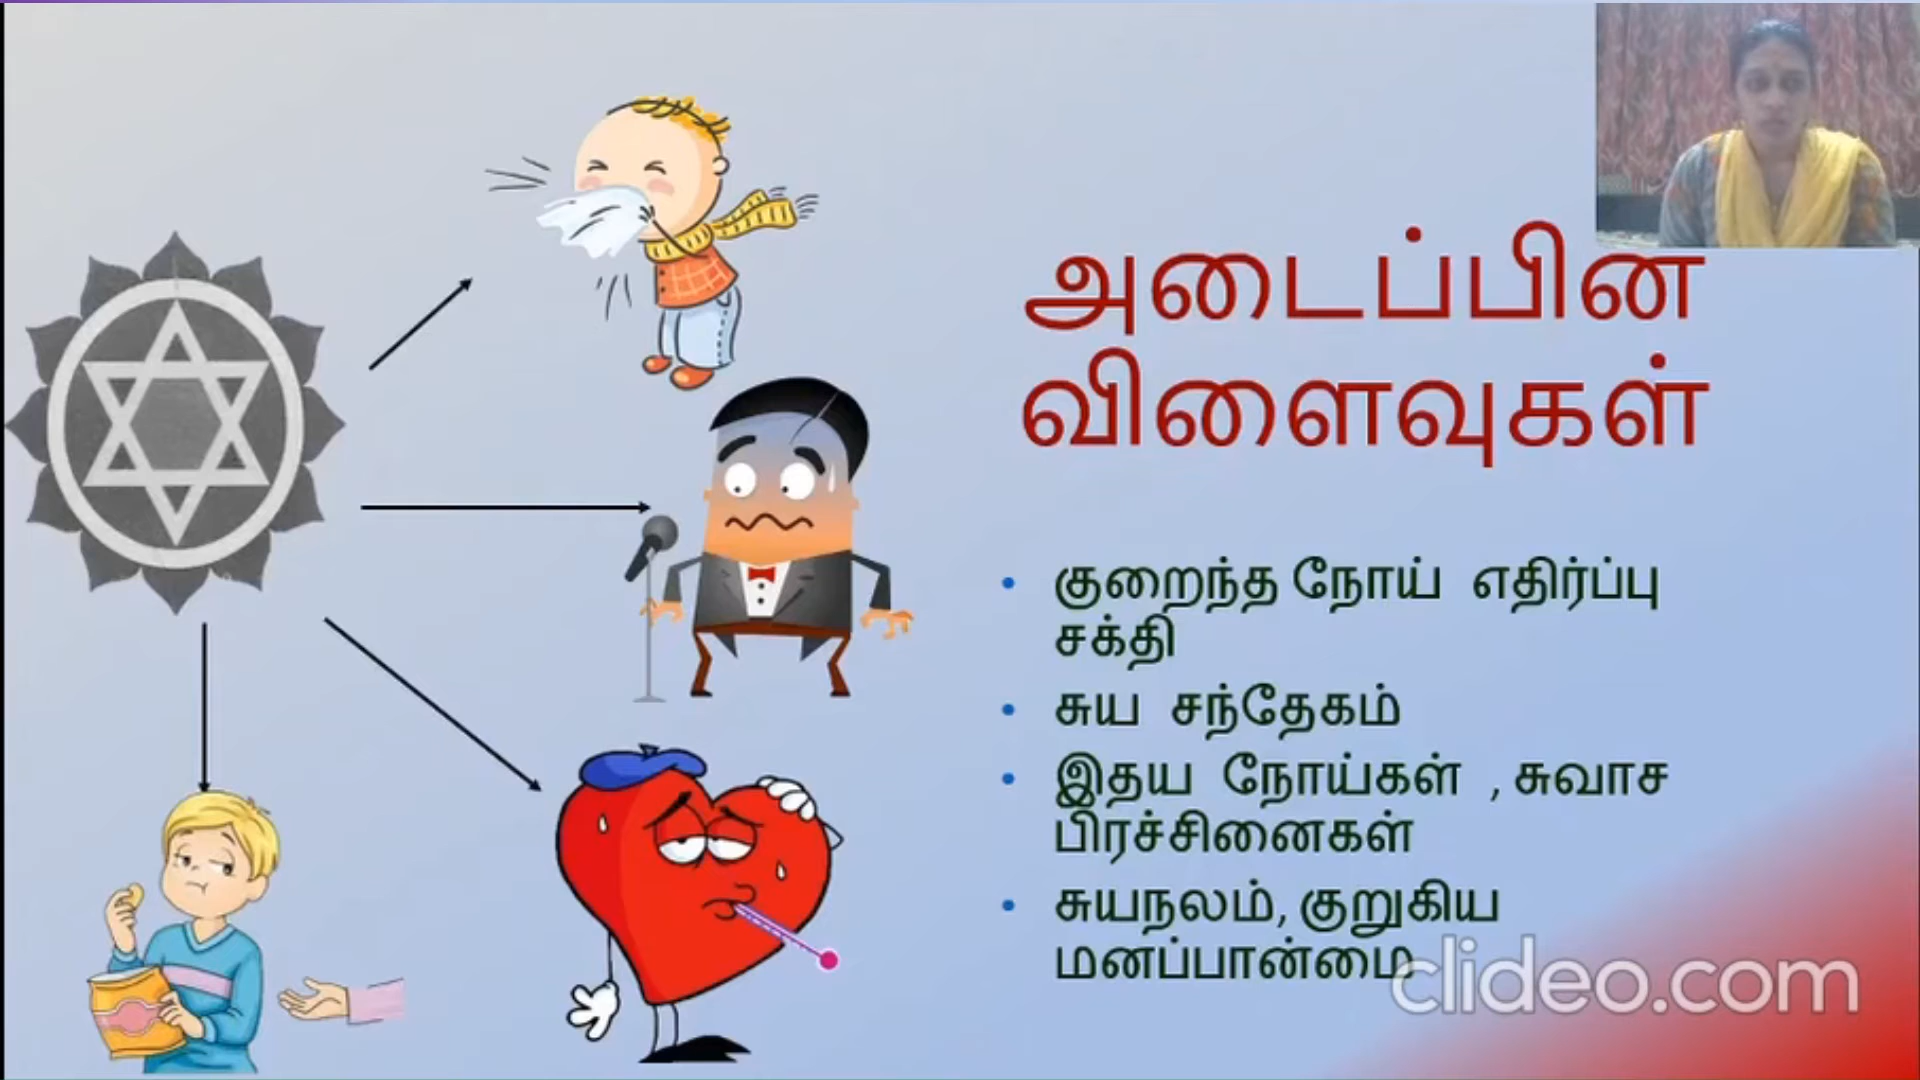 அடைப்பின
விளைவுகள்
• குறைந்த நோய் எதிர்ப்பு
சக்தி
• சுய சந்தேகம்
• இதய நோய்கள் , சுவாச
பிரச்சினைகள்
• சுயநலம், குறுகிய
மனப்பான்மை
clideo.com